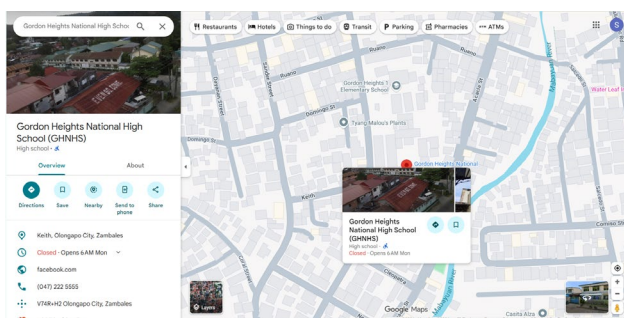 Gordon Heights National High Schoo
Restaurants
Hotels
Things to do
Transit
Parking
Pharmacies
ATMs
S
Gordon Heights National High
School (GHNHS)
High school
Overview
About
Directions
Save
Nearby
Send to
phone
Share
Keith, Olongapo City, Zambales
Closed · Opens 6 AM Mon
facebook.com
(047) 222 5555
V74R+H2 Olongapo City, Zambales
Ruano
Ruano
Gordon Heights 1
Elementary School
Domingo St
Tyang Malou's Plants
Domingo St
Water Leaf H
Gordon Heights National
Keith
Gordon Heights
National High School
(GHNHS)
High school
Closed · Opens 6 AM Mon
Layers
Google Maps
Casita Alza